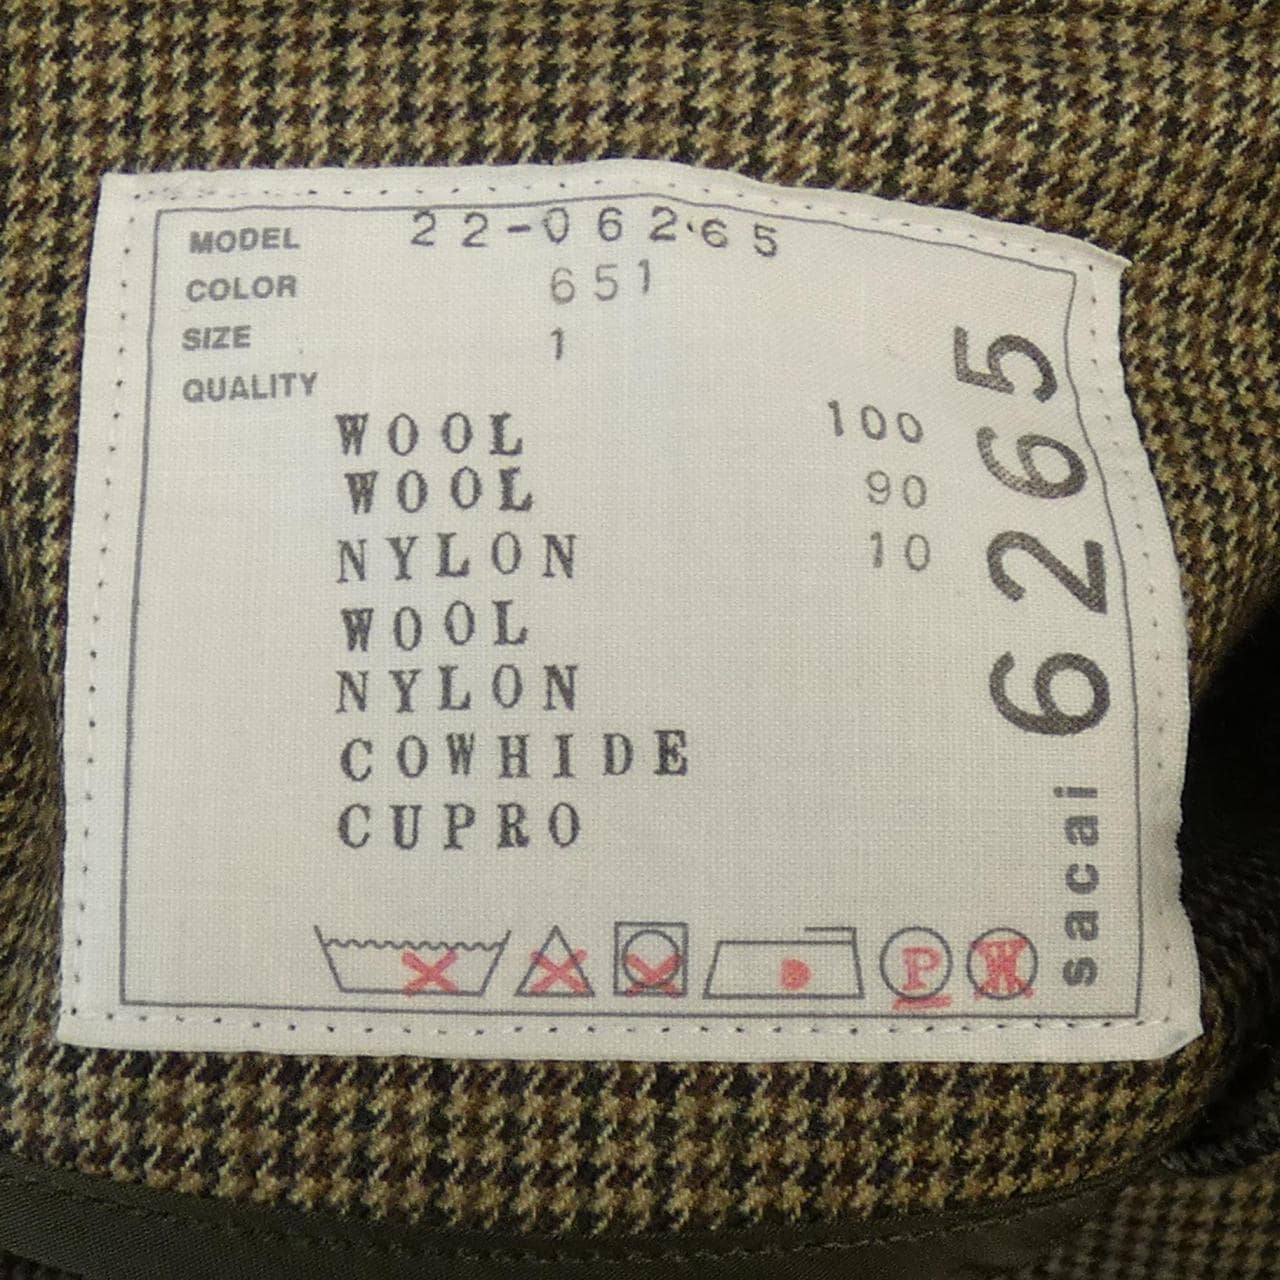 MODEL 22-06265
COLOR 651
SIZE 1
QUALITY
WOOL 100
WOOL 90
NYLON 10
WOOL
NYLON
COWHIDE
CUPRO
P W
sacai 6265